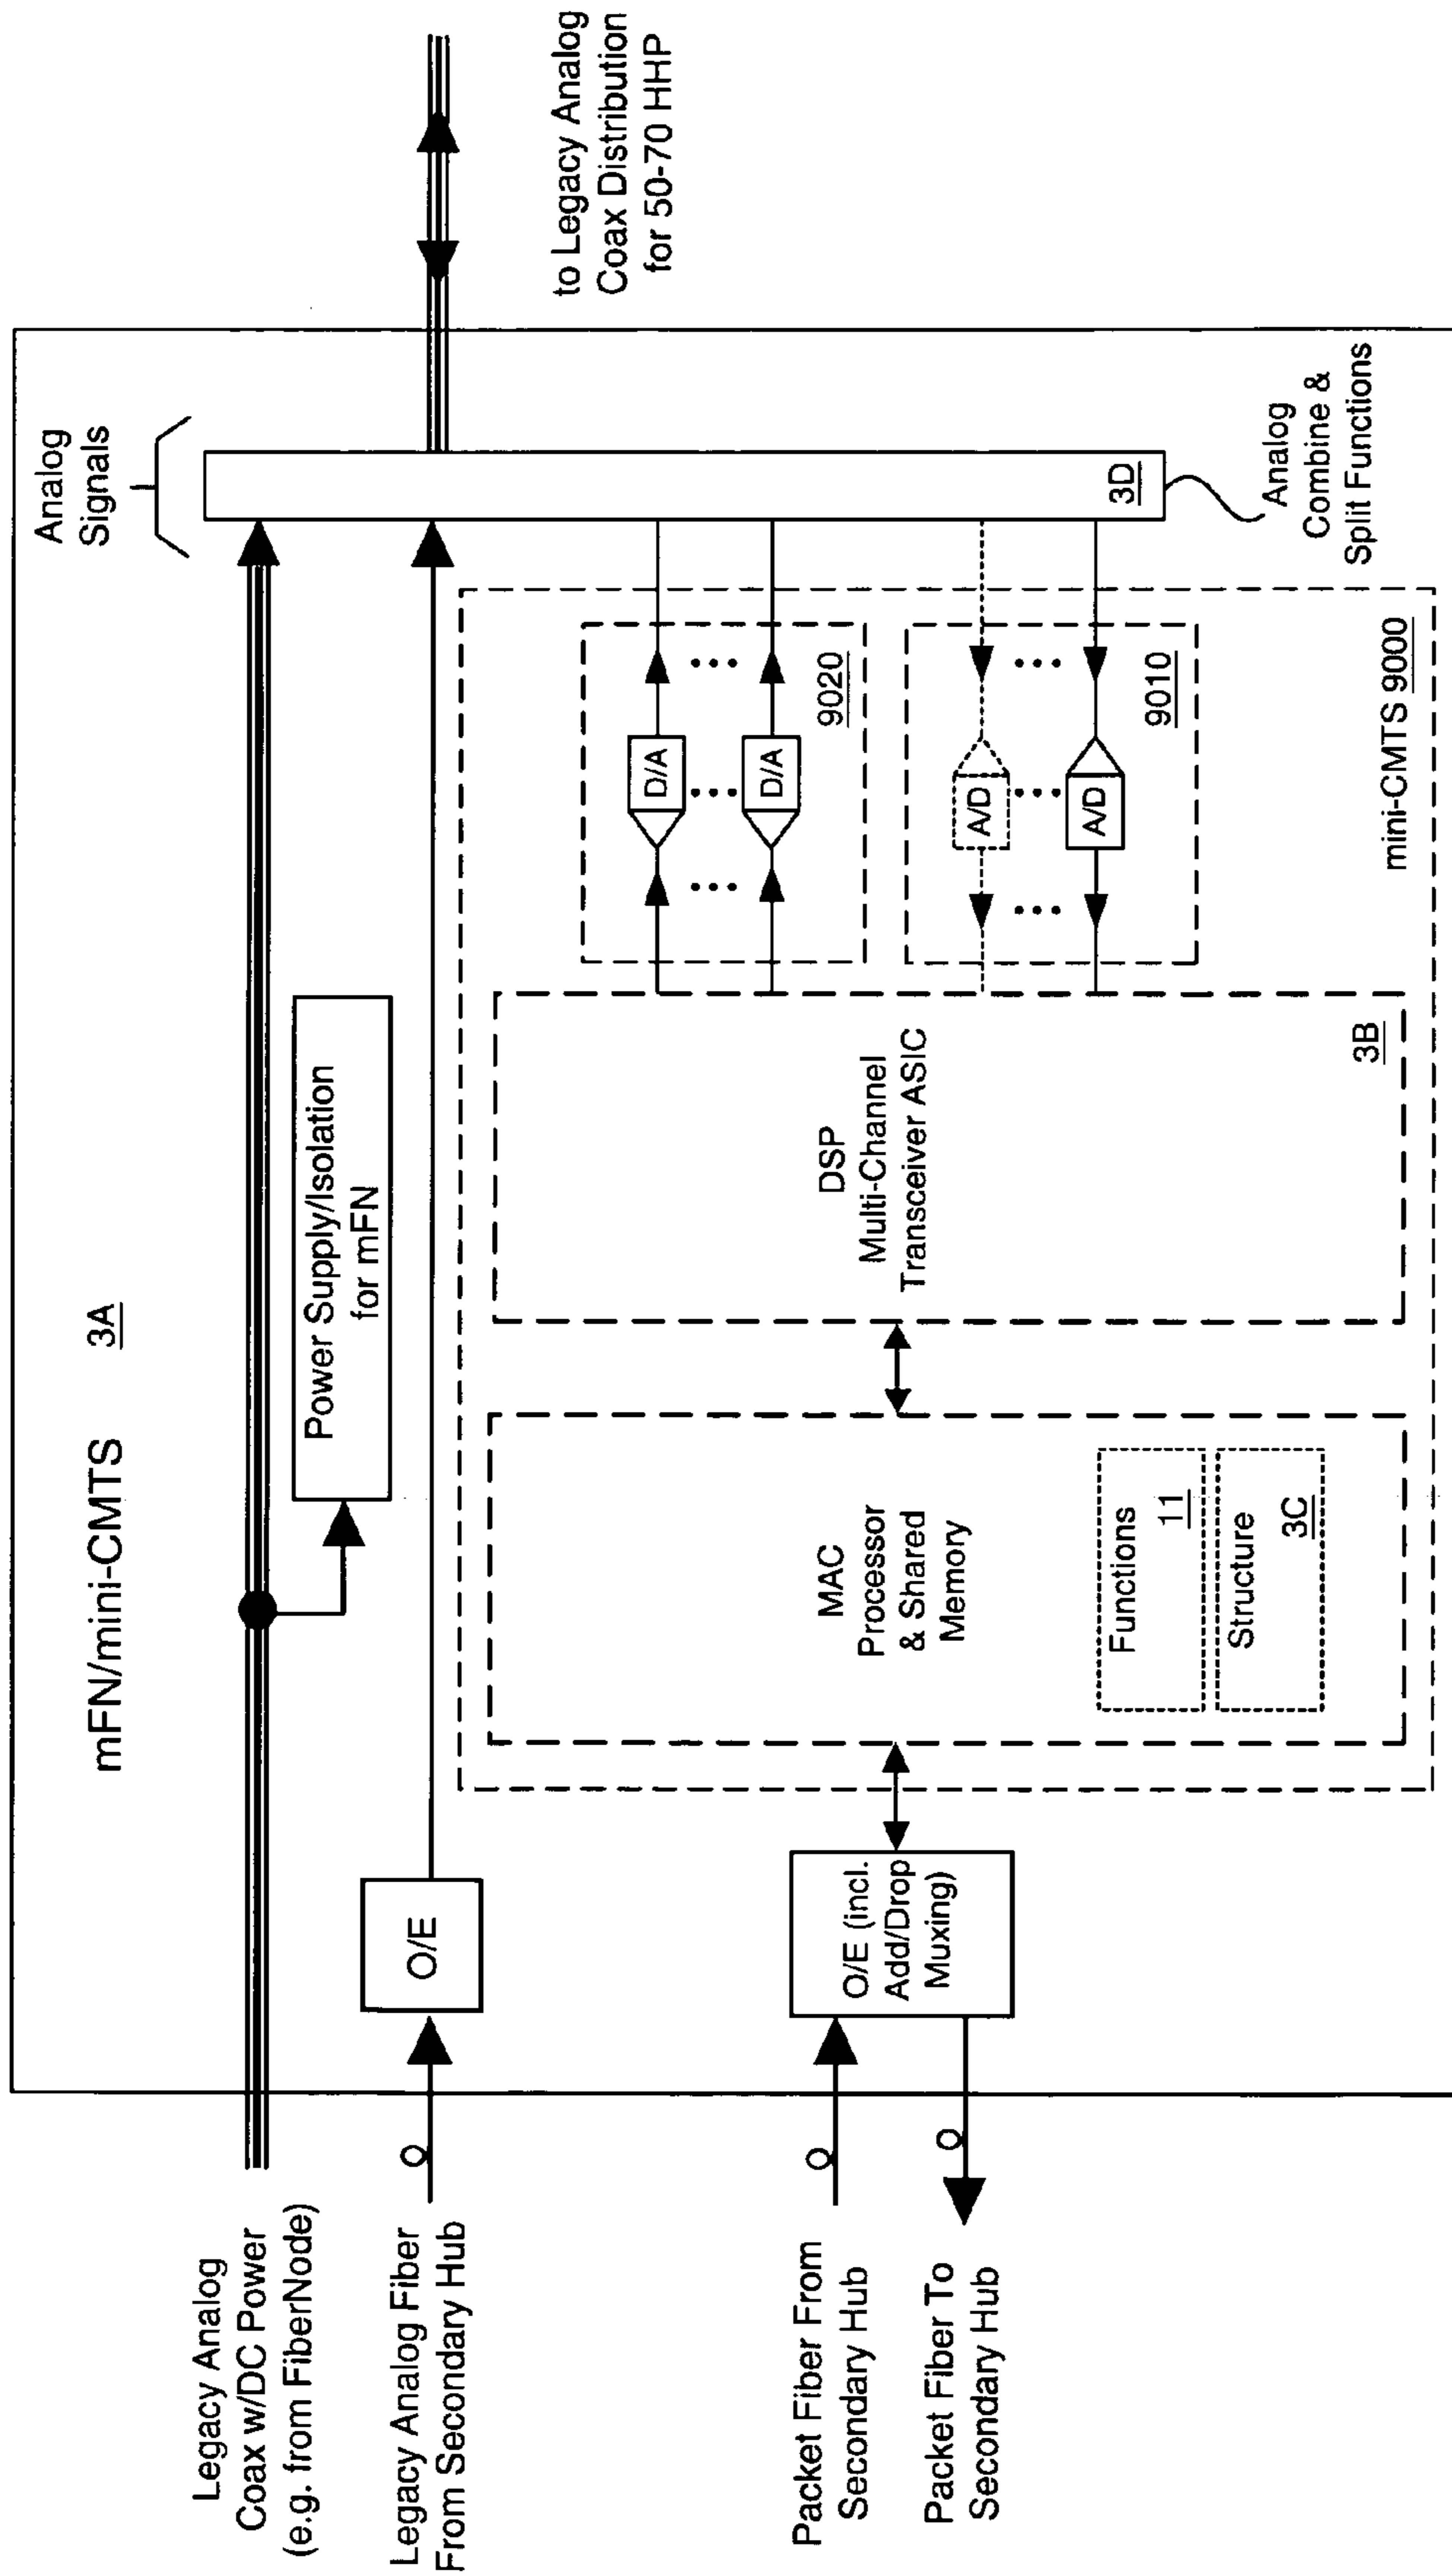 mFN/mini-CMTS 3A
Legacy Analog
Coax w/DC Power
(e.g. from FiberNode)
Legacy Analog Fiber
From Secondary Hub
Packet Fiber From
Secondary Hub
Packet Fiber To
Secondary Hub
Power Supply/Isolation
for mFN
O/E
O/E (incl.
Add/Drop
Muxing)
MAC
Processor
& Shared
Memory
Functions
11
Structure
3C
DSP
Multi-Channel
Transceiver ASIC
3B
D/A
D/A
9020
A/D
A/D
9010
mini-CMTS 9000
Analog
Signals
3D
Analog
Combine &
Split Functions
to Legacy Analog
Coax Distribution
for 50-70 HHP